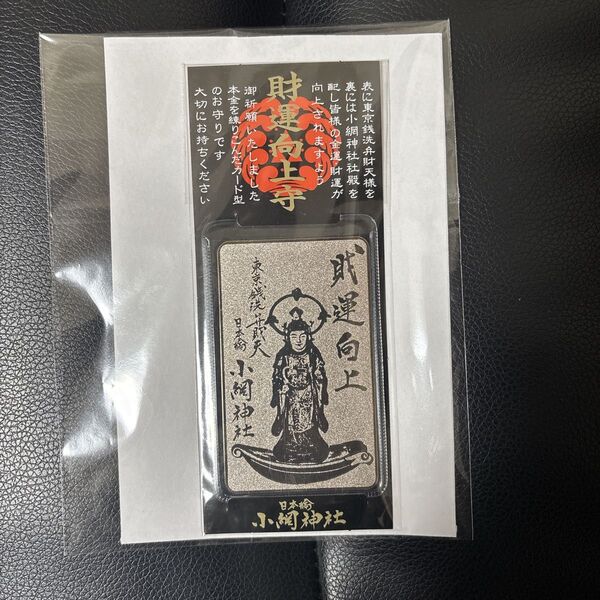 財運向上守
表に東京銭洗弁財天様を
裏には小網神社社殿を
配し皆様の金運・財運が
向上されますよう
御祈願いたしました
本金を練りこんだカード型
のお守りです
大切にお持ちください
財運向上
東京銭洗弁財天
日本橋
小網神社
日本橋
小網神社